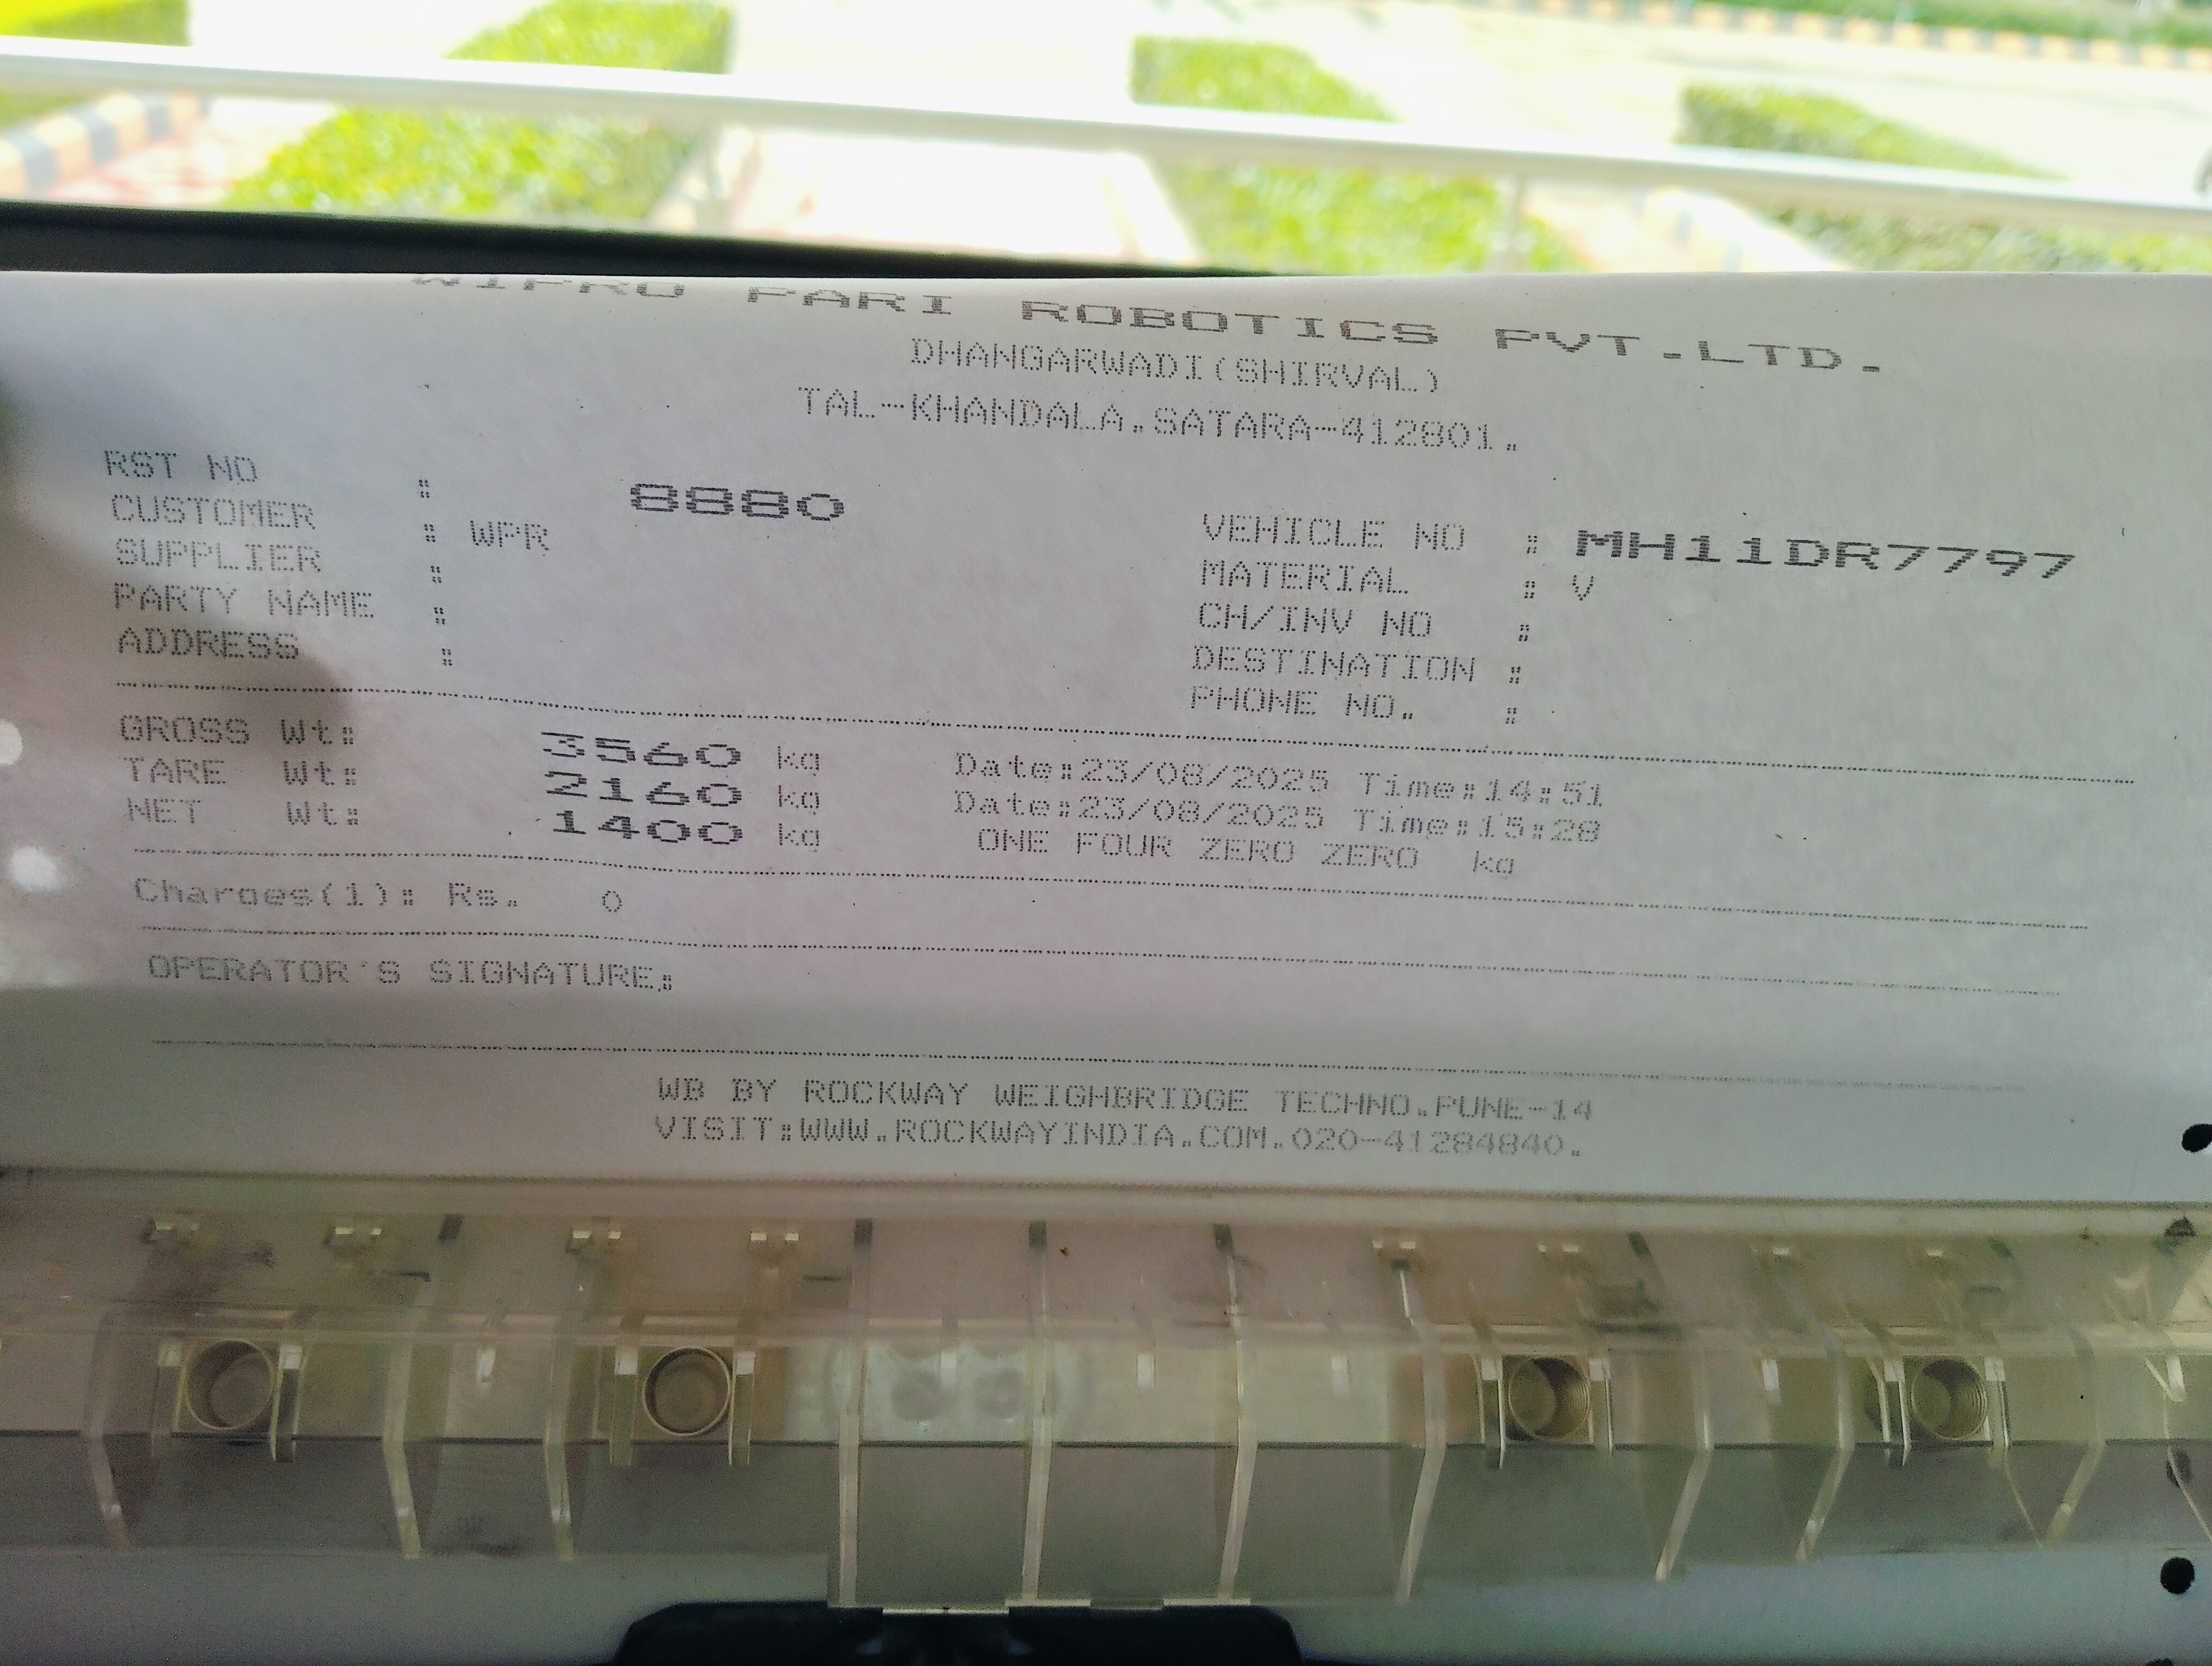 WIPRO PARI ROBOTICS PVT.LTD.
DHANGARWADI(SHIRVAL)
TAL-KHANDALA.SATARA-412801.
RST NO : 8880 VEHICLE NO : MH11DR7797
CUSTOMER : WPR MATERIAL : V
SUPPLIER : CH/INV NO :
PARTY NAME : DESTINATION :
ADDRESS : PHONE NO. :
GROSS Wt: 3560 kg Date:23/08/2025 Time:14:51
TARE Wt: 2160 kg Date:23/08/2025 Time:15:28
NET Wt: 1400 kg ONE FOUR ZERO ZERO kg
Charges(1): Rs. 0
OPERATOR'S SIGNATURE:
WB BY ROCKWAY WEIGHBRIDGE TECHNO.PUNE-14
VISIT:WWW.ROCKWAYINDIA.COM.020-41284840.